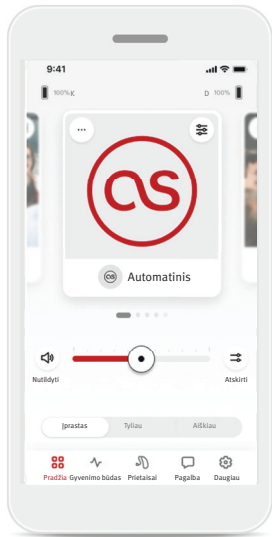 9:41
100% K
D 100%
Automatinis
Nutildyti
Atskirti
Įprastas Tyliau Aiškiau
Pradžia Gyvenimo būdas Prietaisai Pagalba Daugiau